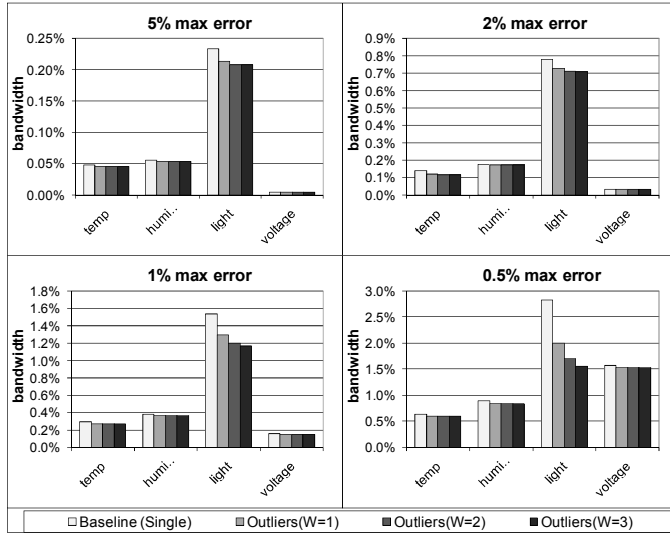 5% max error
bandwidth
0.25%
0.20%
0.15%
0.10%
0.05%
0.00%
temp
humi..
light
voltage
2% max error
bandwidth
0.9%
0.8%
0.7%
0.6%
0.5%
0.4%
0.3%
0.2%
0.1%
0.0%
temp
humi..
light
voltage
1% max error
bandwidth
1.8%
1.6%
1.4%
1.2%
1.0%
0.8%
0.6%
0.4%
0.2%
0.0%
temp
humi..
light
voltage
0.5% max error
bandwidth
3.0%
2.5%
2.0%
1.5%
1.0%
0.5%
0.0%
temp
humi..
light
voltage
Baseline (Single) Outliers(W=1) Outliers(W=2) Outliers(W=3)